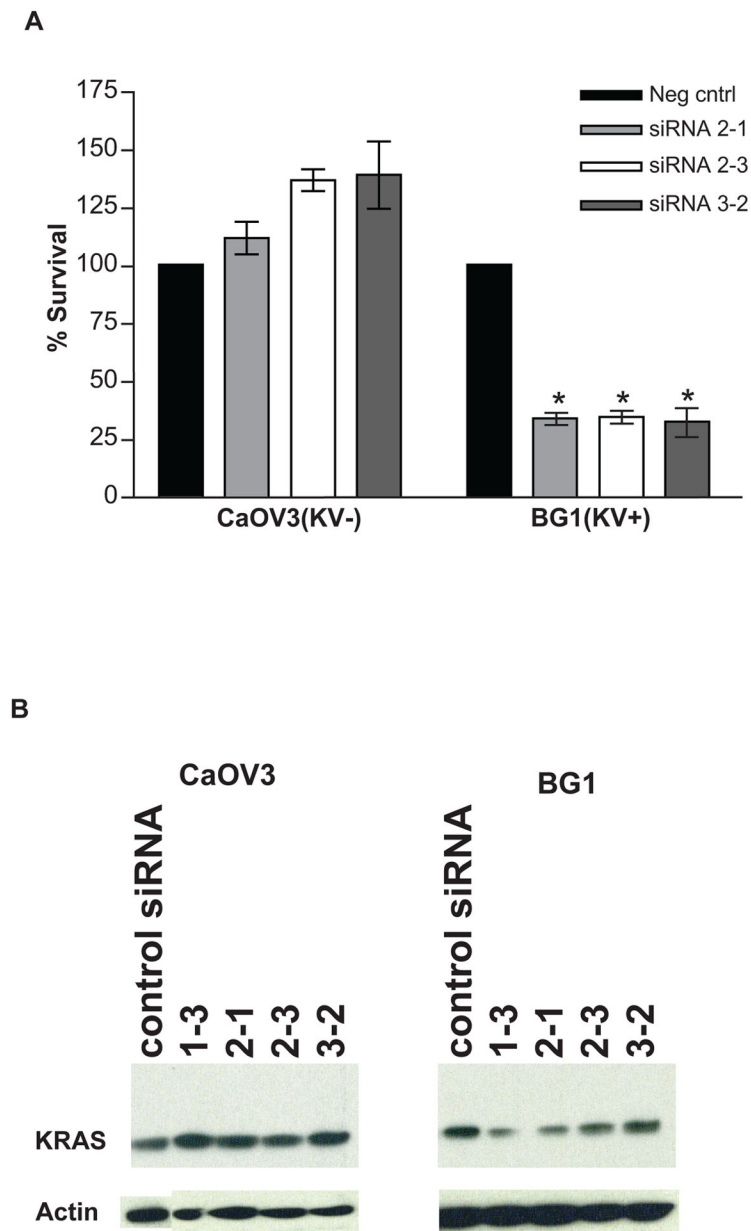 A
% Survival
175
150
125
100
75
50
25
0
Neg cntrl
siRNA 2-1
siRNA 2-3
siRNA 3-2
* * *
CaOV3(KV-) BG1(KV+)
B
CaOV3 BG1
control siRNA 1-3 2-1 2-3 3-2 control siRNA 1-3 2-1 2-3 3-2
KRAS
Actin